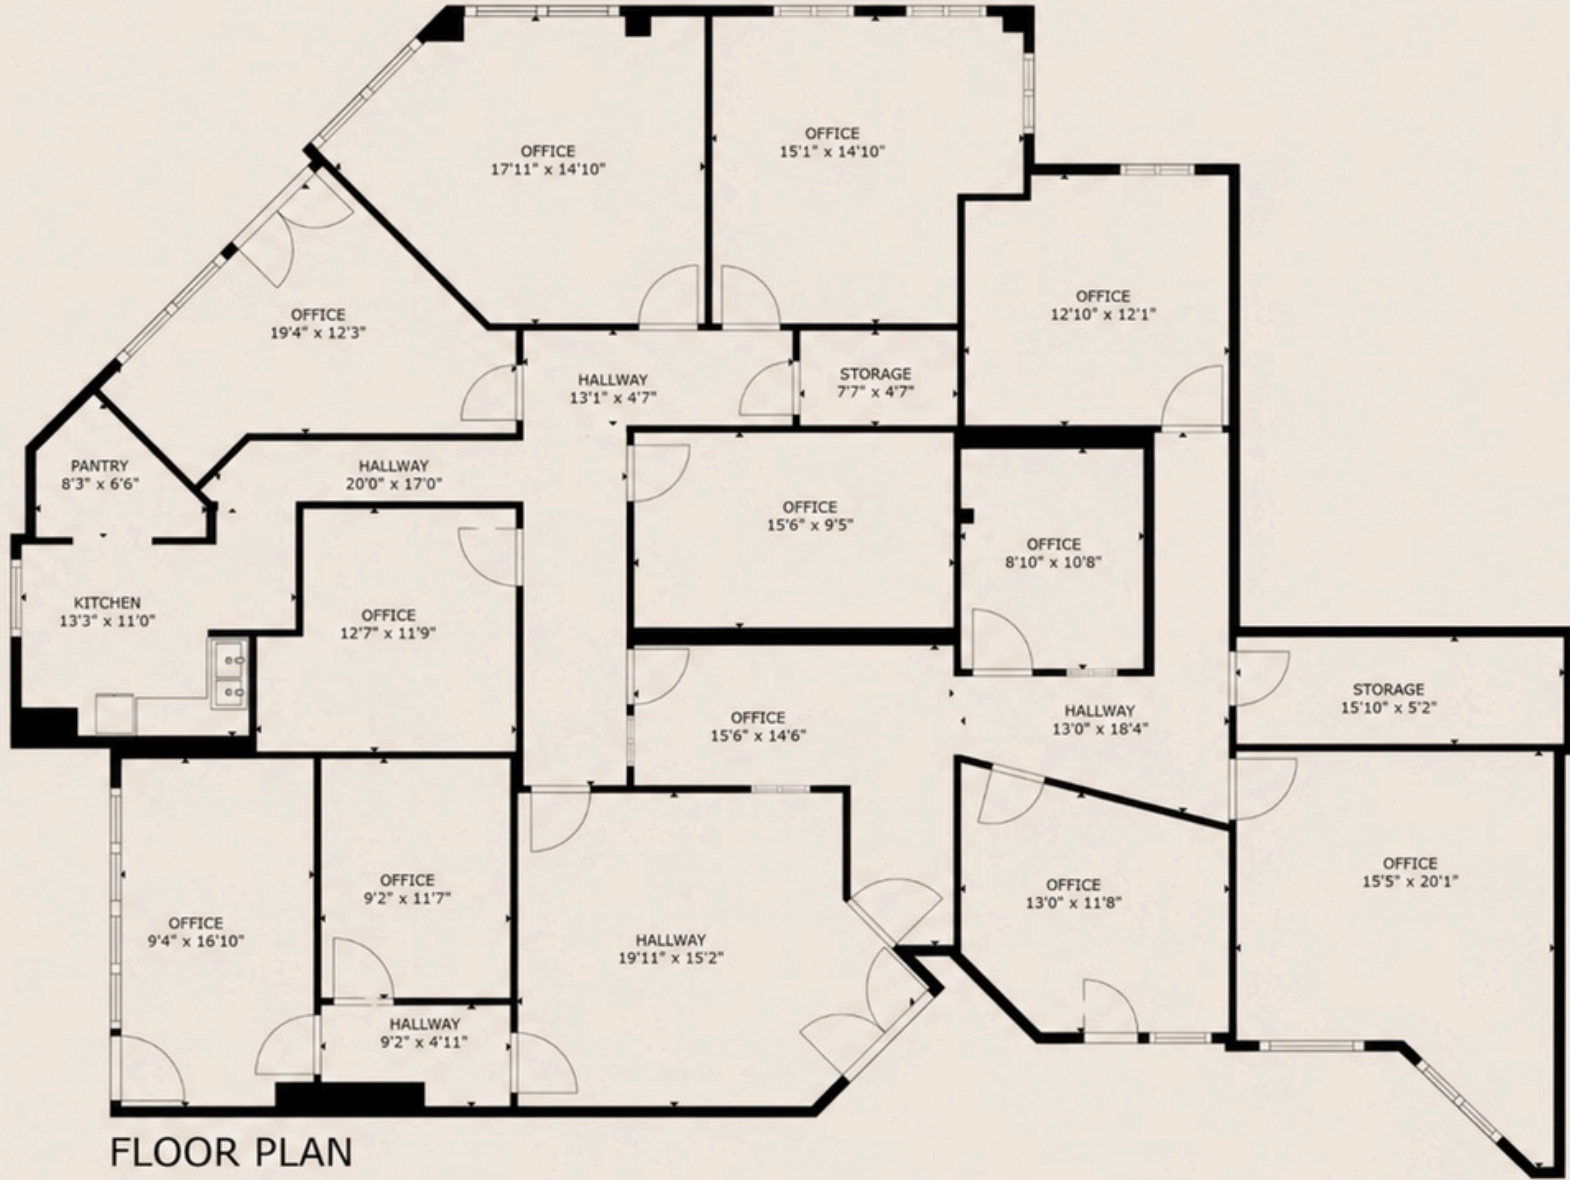 OFFICE
17'11" x 14'10"
OFFICE
15'1" x 14'10"
OFFICE
19'4" x 12'3"
OFFICE
12'10" x 12'1"
HALLWAY
13'1" x 4'7"
STORAGE
7'7" x 4'7"
PANTRY
8'3" x 6'6"
HALLWAY
20'0" x 17'0"
OFFICE
15'6" x 9'5"
OFFICE
8'10" x 10'8"
KITCHEN
13'3" x 11'0"
OFFICE
12'7" x 11'9"
OFFICE
15'6" x 14'6"
HALLWAY
13'0" x 18'4"
STORAGE
15'10" x 5'2"
OFFICE
9'4" x 16'10"
OFFICE
9'2" x 11'7"
HALLWAY
19'11" x 15'2"
OFFICE
13'0" x 11'8"
OFFICE
15'5" x 20'1"
HALLWAY
9'2" x 4'11"
FLOOR PLAN